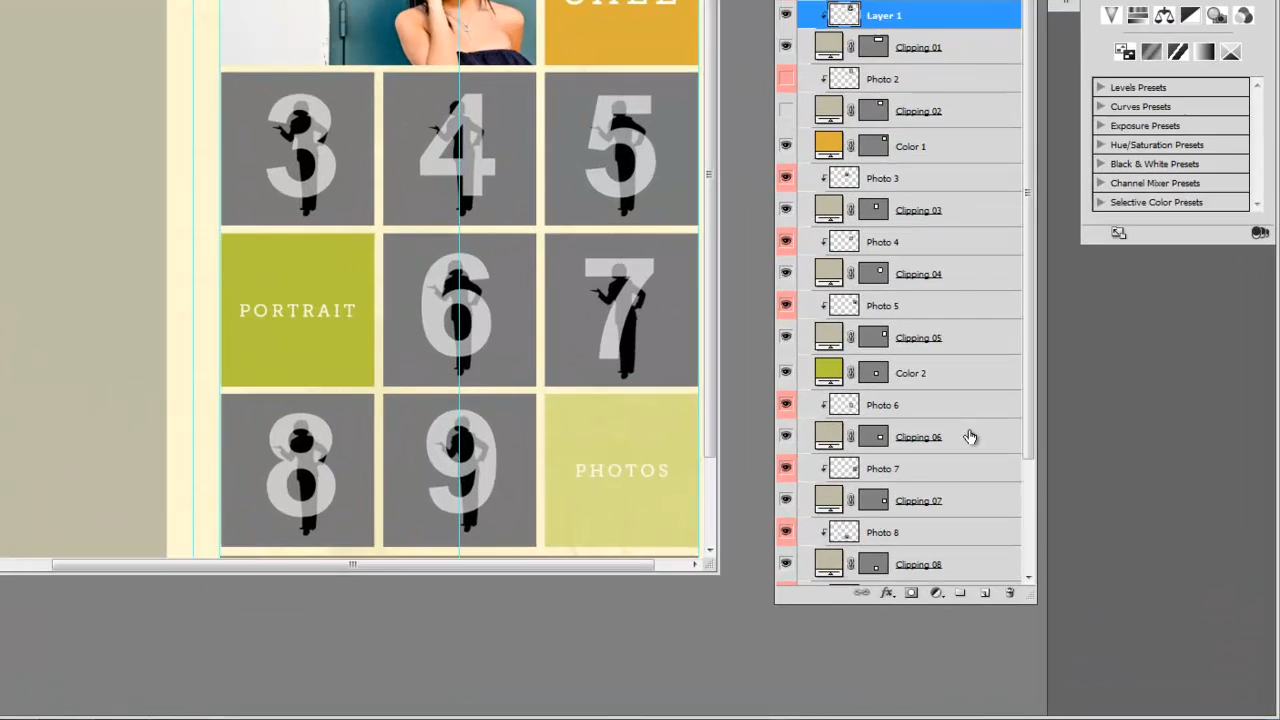 SALE
3 4 5
PORTRAIT
6 7
8 9
PHOTOS
Layer 1
Clipping 01
Photo 2
Clipping 02
Color 1
Photo 3
Clipping 03
Photo 4
Clipping 04
Photo 5
Clipping 05
Color 2
Photo 6
Clipping 06
Photo 7
Clipping 07
Photo 8
Clipping 08
fx
Levels Presets
Curves Presets
Exposure Presets
Hue/Saturation Presets
Black & White Presets
Channel Mixer Presets
Selective Color Presets